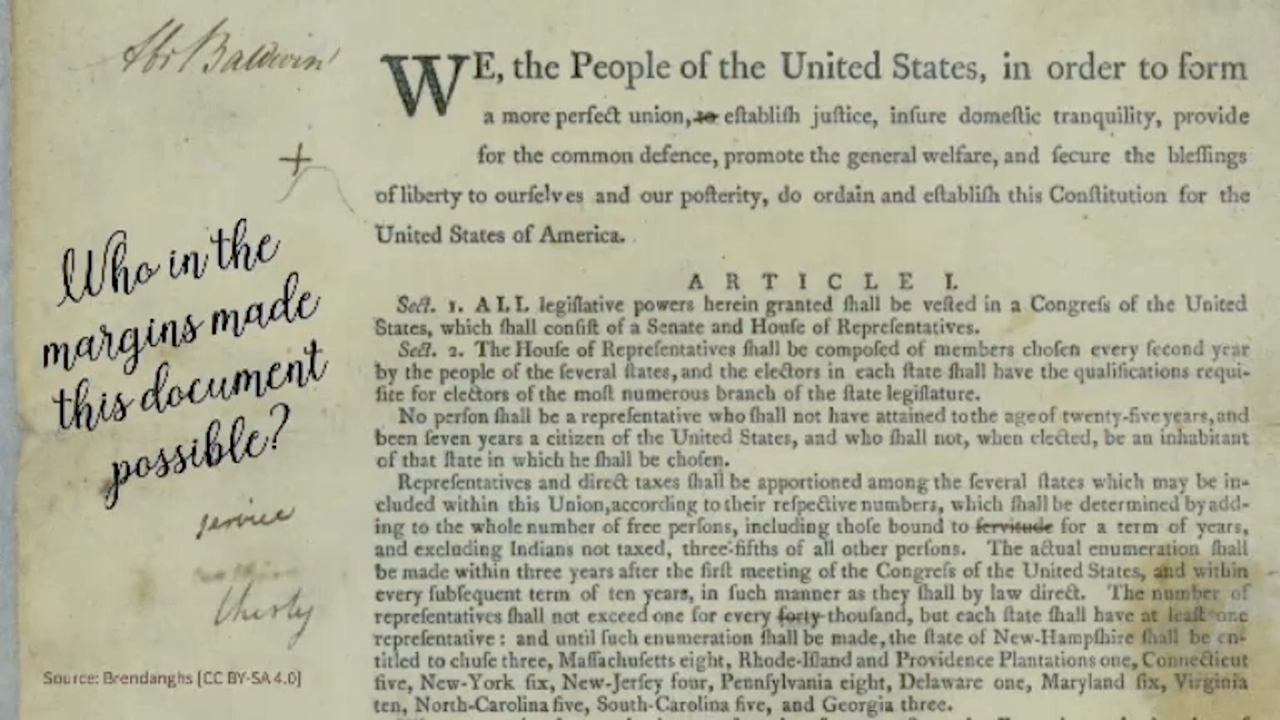 Abr Baldwin
WE, the People of the United States, in order to form
a more perfect union, to eſtabliſh juſtice, inſure domeſtic tranquility, provide
for the common defence, promote the general welfare, and ſecure the bleſſings
of liberty to ourſelves and our poſterity, do ordain and eſtabliſh this Conſtitution for the
United States of America.
ARTICLE I.
Sect. 1. ALL legiſlative powers herein granted ſhall be veſted in a Congreſs of the United
States, which ſhall conſiſt of a Senate and Houſe of Repreſentatives.
Sect. 2. The Houſe of Repreſentatives ſhall be compoſed of members choſen every ſecond year
by the people of the ſeveral ſtates, and the electors in each ſtate ſhall have the qualifications requi-
ſite for electors of the moſt numerous branch of the ſtate legiſlature.
No perſon ſhall be a repreſentative who ſhall not have attained to the age of twenty-five years, and
been ſeven years a citizen of the United States, and who ſhall not, when elected, be an inhabitant
of that ſtate in which he ſhall be choſen.
Repreſentatives and direct taxes ſhall be apportioned among the ſeveral ſtates which may be in-
cluded within this Union, according to their reſpective numbers, which ſhall be determined by add-
ing to the whole number of free perſons, including thoſe bound to ſervitude for a term of years,
and excluding Indians not taxed, three-fifths of all other perſons. The actual enumeration ſhall
be made within three years after the firſt meeting of the Congreſs of the United States, and within
every ſubſequent term of ten years, in ſuch manner as they ſhall by law direct. The number of
repreſentatives ſhall not exceed one for every forty thouſand, but each ſtate ſhall have at leaſt one
repreſentative: and until ſuch enumeration ſhall be made, the ſtate of New-Hampſhire ſhall be en-
titled to chuſe three, Maſſachuſetts eight, Rhode-Iſland and Providence Plantations one, Connecticut
five, New-York ſix, New-Jerſey four, Pennſylvania eight, Delaware one, Maryland ſix, Virginia
ten, North-Carolina five, South-Carolina five, and Georgia three.
Who in the
margins made
this document
possible?
service
thirty
Source: Brendanghs [CC BY-SA 4.0]